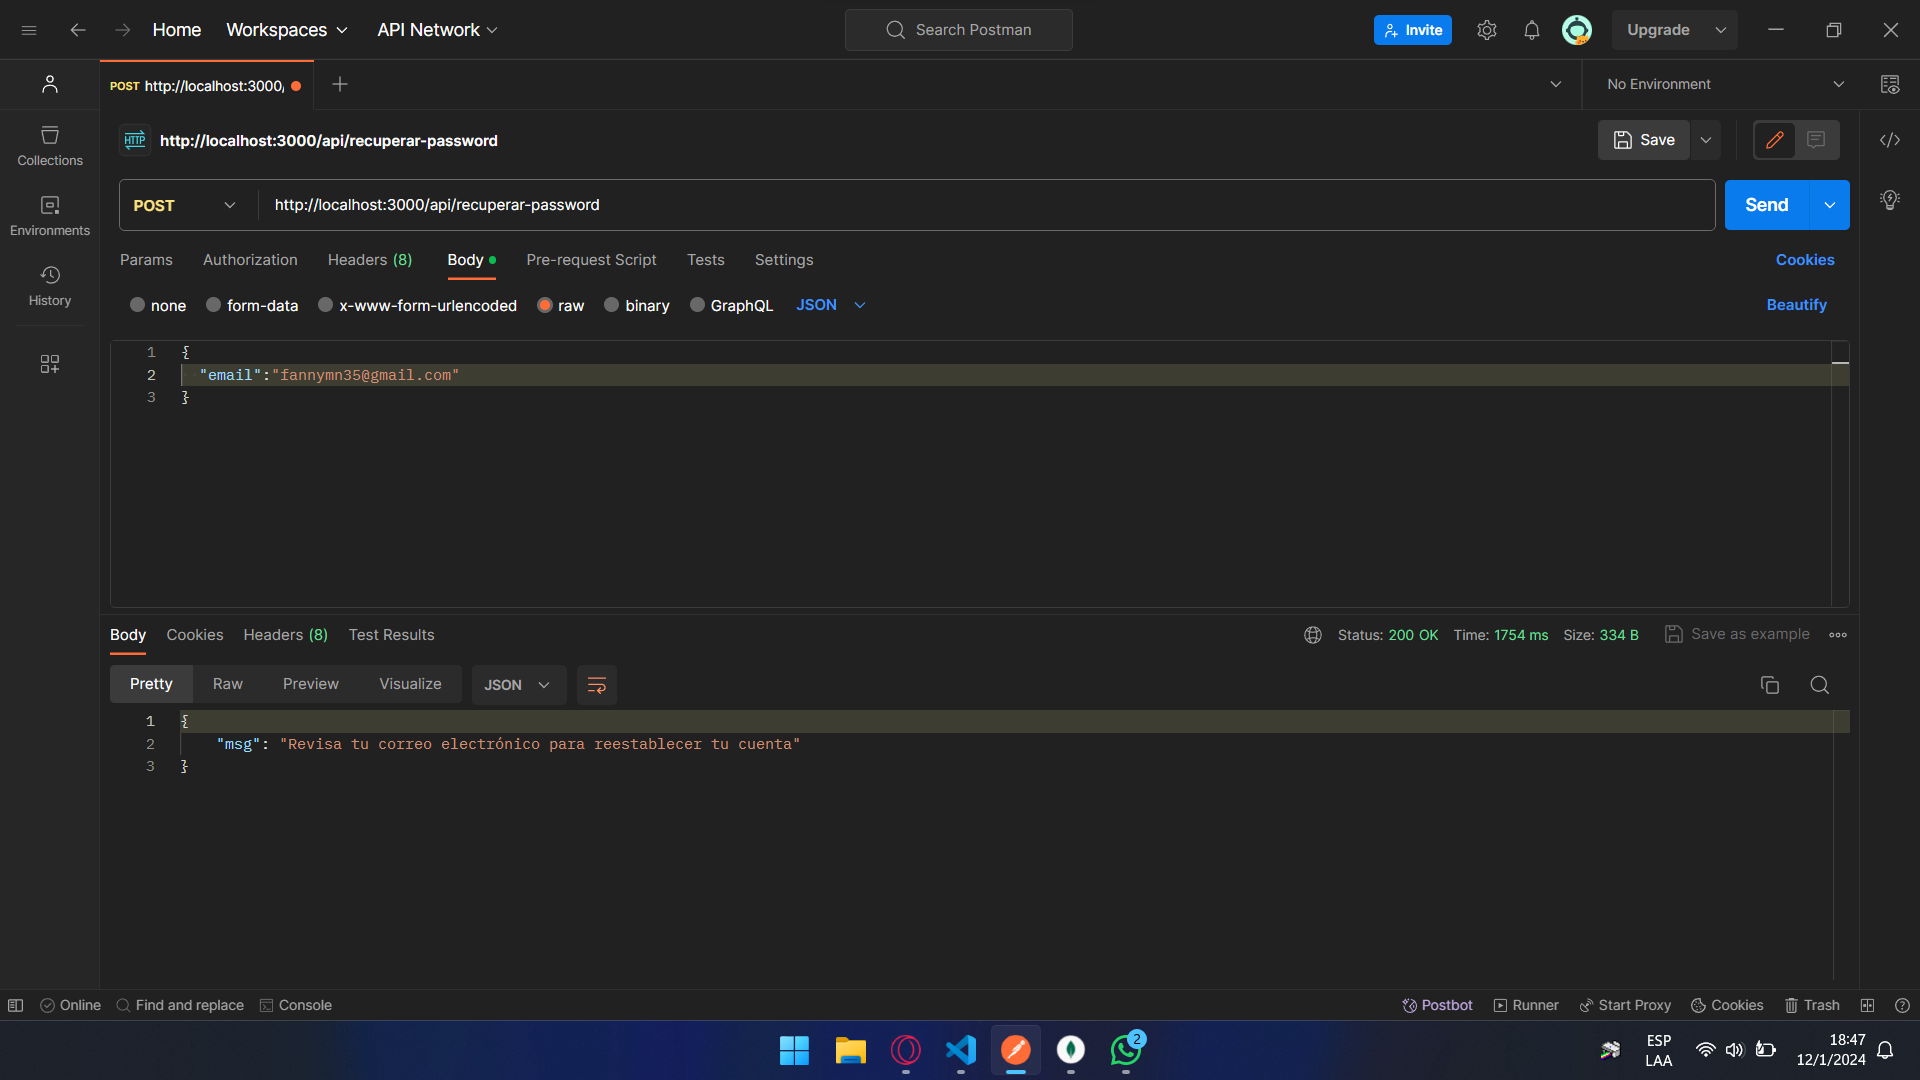 Home Workspaces API Network Search Postman Invite Upgrade
POST http://localhost:3000/ No Environment
HTTP http://localhost:3000/api/recuperar-password Save
Collections
POST http://localhost:3000/api/recuperar-password Send
Environments
Params Authorization Headers (8) Body Pre-request Script Tests Settings Cookies
History
none form-data x-www-form-urlencoded raw binary GraphQL JSON Beautify
1 {
2 "email":"fannymn35@gmail.com"
3 }
Body Cookies Headers (8) Test Results Status: 200 OK Time: 1754 ms Size: 334 B Save as example
Pretty Raw Preview Visualize JSON
1 {
2 "msg": "Revisa tu correo electrónico para reestablecer tu cuenta"
3 }
Online Find and replace Console Postbot Runner Start Proxy Cookies Trash
2
ESP 18:47
LAA 12/1/2024